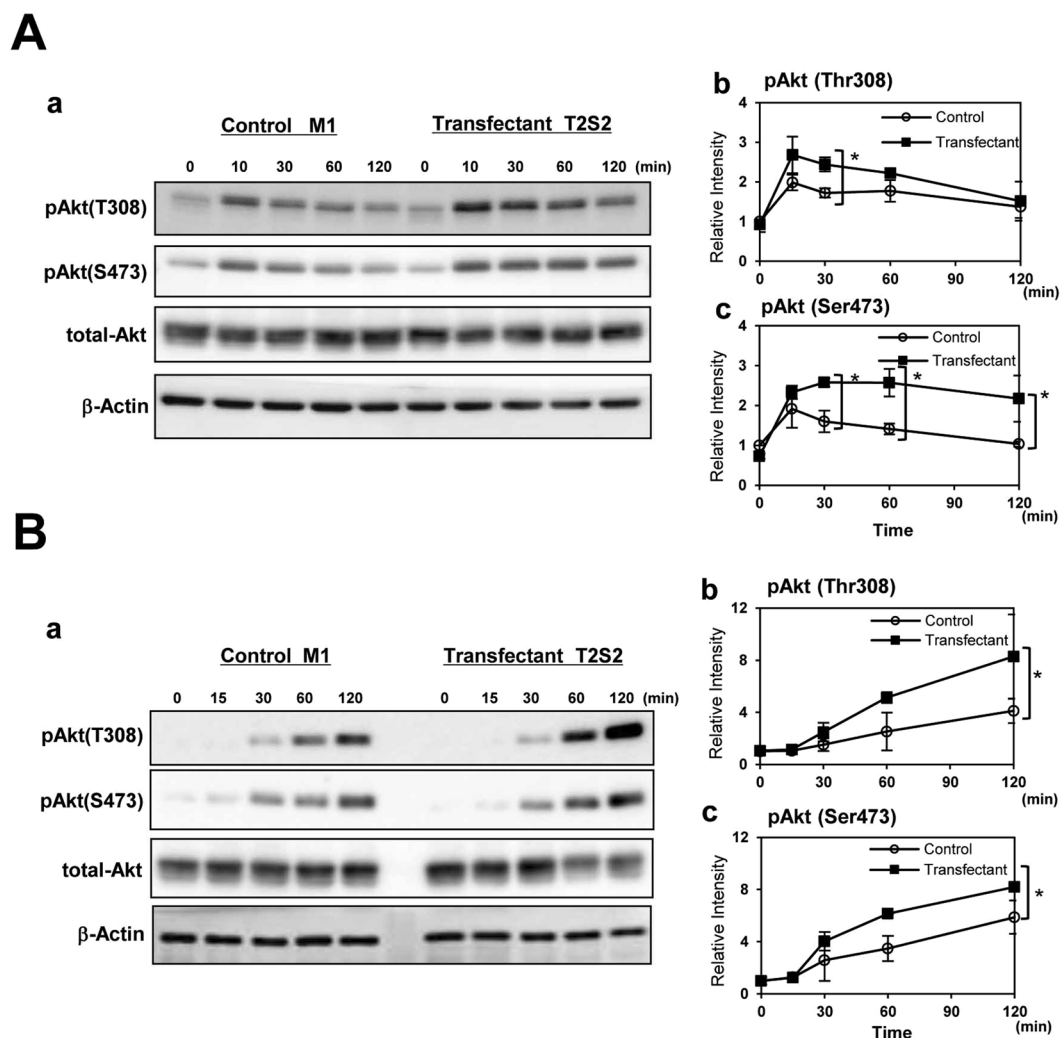 A
a
Control M1
Transfectant T2S2
0 10 30 60 120 0 10 30 60 120 (min)
pAkt(T308)
pAkt(S473)
total-Akt
β-Actin
b pAkt (Thr308)
Control
Transfectant
Relative Intensity
4
3
2
1
0
*
0 30 60 90 120
(min)
c pAkt (Ser473)
Control
Transfectant
Relative Intensity
4
3
2
1
0
* * *
0 30 60 90 120
(min)
Time
B
a
Control M1
Transfectant T2S2
0 15 30 60 120 0 15 30 60 120 (min)
pAkt(T308)
pAkt(S473)
total-Akt
β-Actin
b pAkt (Thr308)
Control
Transfectant
Relative Intensity
12
8
4
0
*
0 30 60 90 120
(min)
c pAkt (Ser473)
Control
Transfectant
Relative Intensity
12
8
4
0
*
0 30 60 90 120
(min)
Time